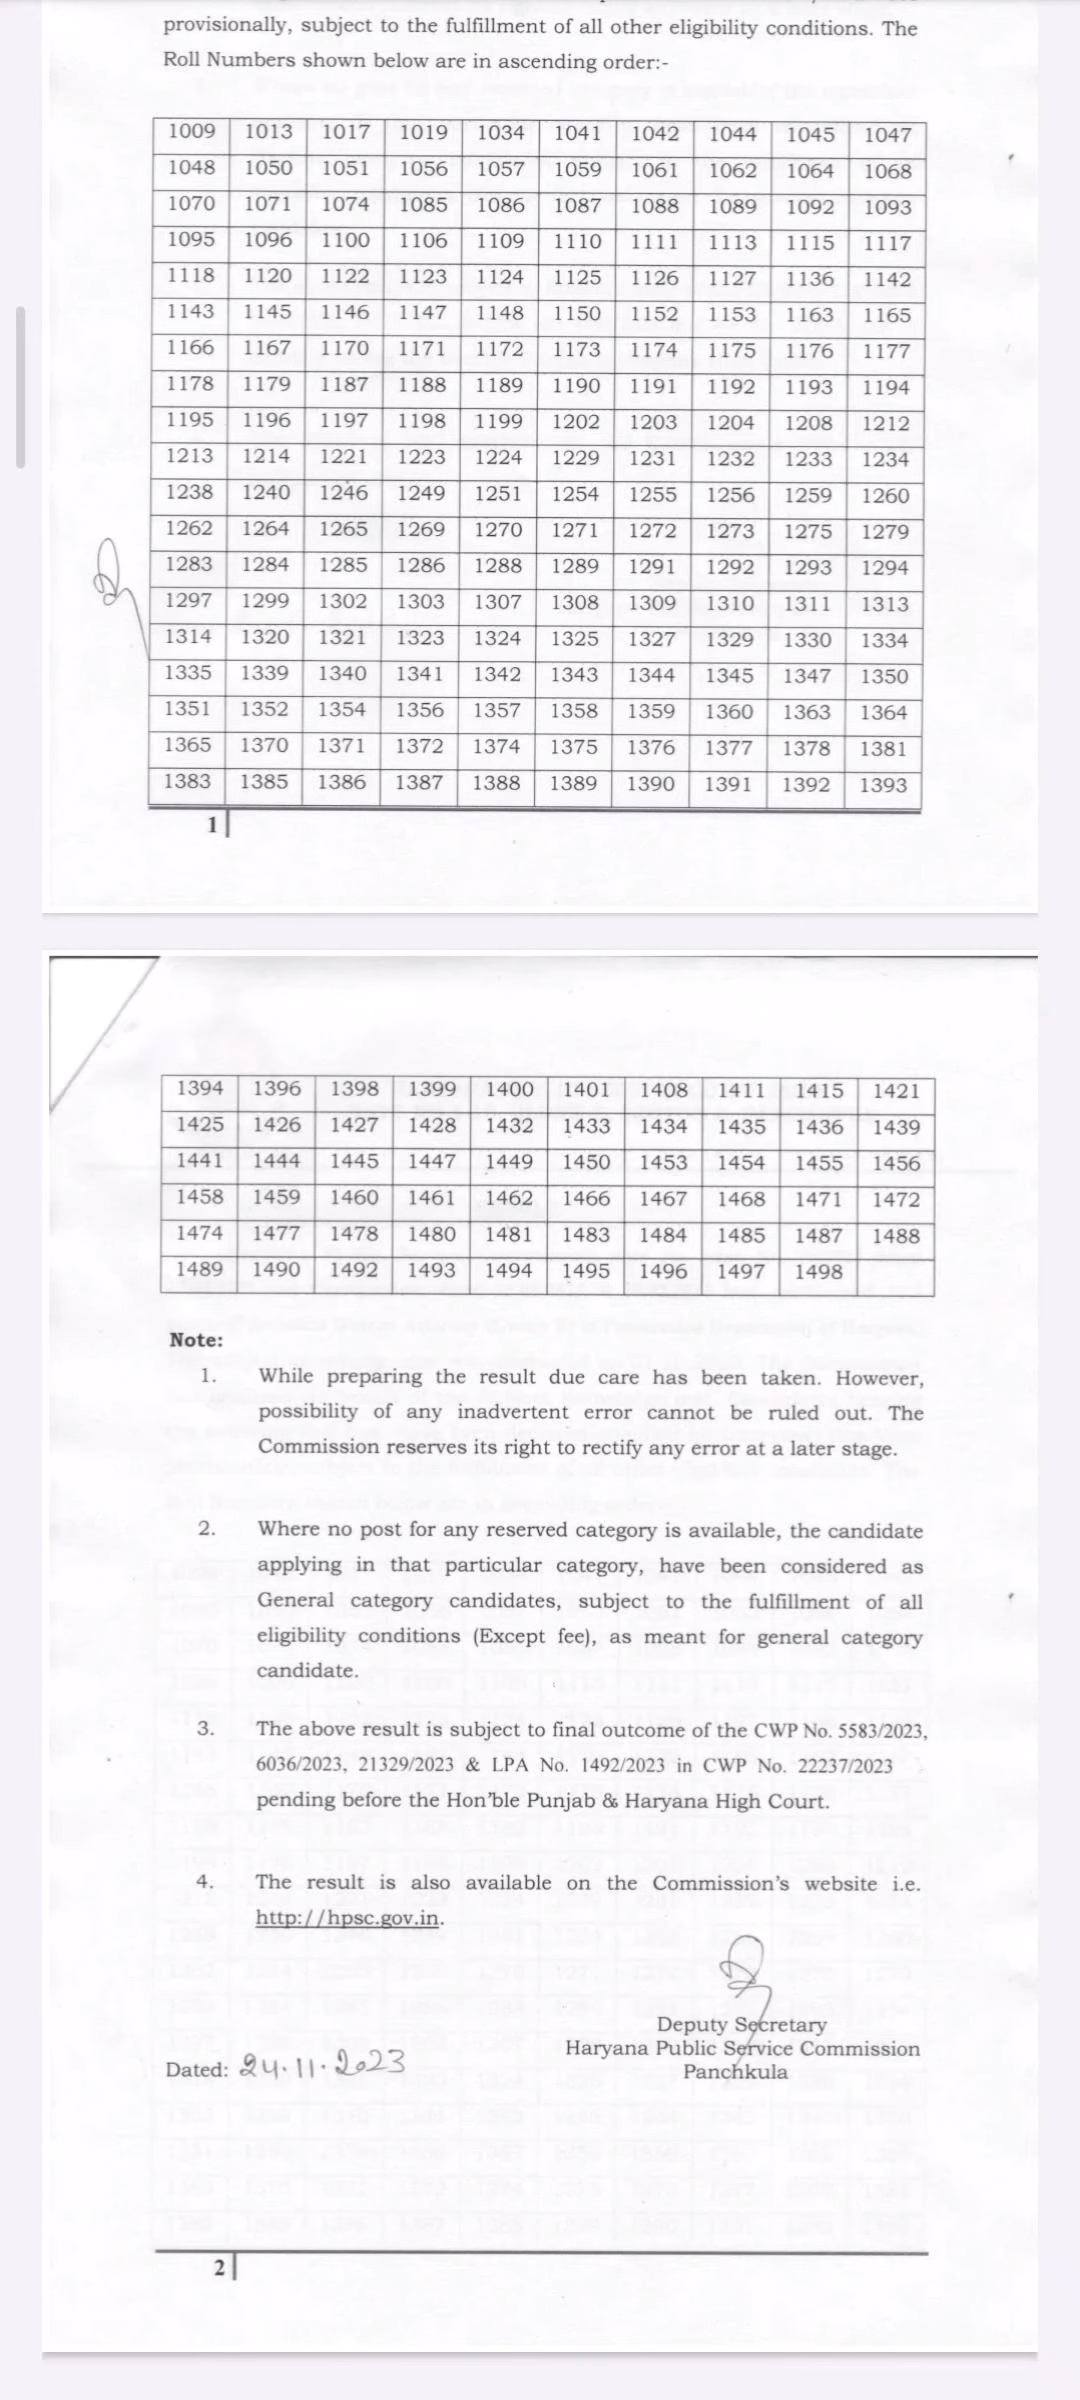 provisionally, subject to the fulfillment of all other eligibility conditions. The
Roll Numbers shown below are in ascending order:-
1009 1013 1017 1019 1034 1041 1042 1044 1045 1047
1048 1050 1051 1056 1057 1059 1061 1062 1064 1068
1070 1071 1074 1085 1086 1087 1088 1089 1092 1093
1095 1096 1100 1106 1109 1110 1111 1113 1115 1117
1118 1120 1122 1123 1124 1125 1126 1127 1136 1142
1143 1145 1146 1147 1148 1150 1152 1153 1163 1165
1166 1167 1170 1171 1172 1173 1174 1175 1176 1177
1178 1179 1187 1188 1189 1190 1191 1192 1193 1194
1195 1196 1197 1198 1199 1202 1203 1204 1208 1212
1213 1214 1221 1223 1224 1229 1231 1232 1233 1234
1238 1240 1246 1249 1251 1254 1255 1256 1259 1260
1262 1264 1265 1269 1270 1271 1272 1273 1275 1279
1283 1284 1285 1286 1288 1289 1291 1292 1293 1294
1297 1299 1302 1303 1307 1308 1309 1310 1311 1313
1314 1320 1321 1323 1324 1325 1327 1329 1330 1334
1335 1339 1340 1341 1342 1343 1344 1345 1347 1350
1351 1352 1354 1356 1357 1358 1359 1360 1363 1364
1365 1370 1371 1372 1374 1375 1376 1377 1378 1381
1383 1385 1386 1387 1388 1389 1390 1391 1392 1393
1
1394 1396 1398 1399 1400 1401 1408 1411 1415 1421
1425 1426 1427 1428 1432 1433 1434 1435 1436 1439
1441 1444 1445 1447 1449 1450 1453 1454 1455 1456
1458 1459 1460 1461 1462 1466 1467 1468 1471 1472
1474 1477 1478 1480 1481 1483 1484 1485 1487 1488
1489 1490 1492 1493 1494 1495 1496 1497 1498
Note:
1. While preparing the result due care has been taken. However,
possibility of any inadvertent error cannot be ruled out. The
Commission reserves its right to rectify any error at a later stage.
2. Where no post for any reserved category is available, the candidate
applying in that particular category, have been considered as
General category candidates, subject to the fulfillment of all
eligibility conditions (Except fee), as meant for general category
candidate.
3. The above result is subject to final outcome of the CWP No. 5583/2023,
6036/2023, 21329/2023 & LPA No. 1492/2023 in CWP No. 22237/2023
pending before the Hon'ble Punjab & Haryana High Court.
4. The result is also available on the Commission's website i.e.
http://hpsc.gov.in.
Deputy Secretary
Haryana Public Service Commission
Dated: 24.11.2023 Panchkula
2